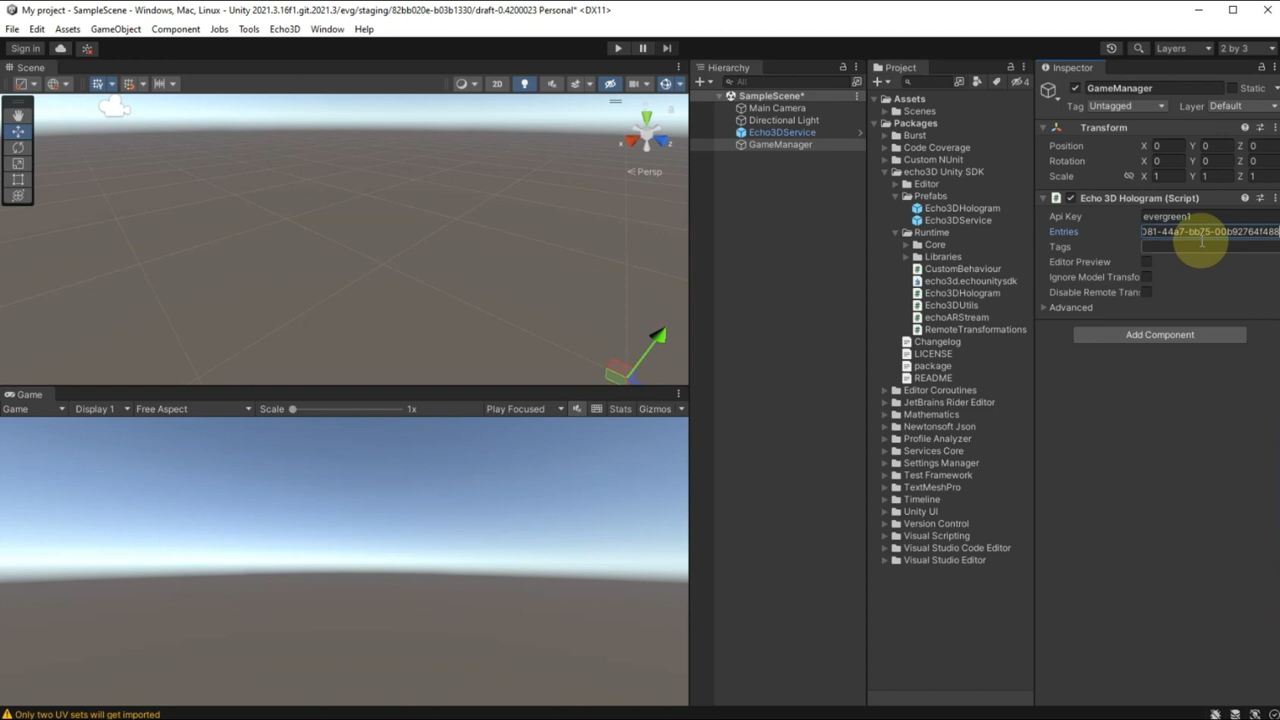 My project - SampleScene - Windows, Mac, Linux - Unity 2021.3.16f1.git.2021.3/evg/staging/82bb020e-b03b1330/draft-0.4200023 Personal* <DX11>
File Edit Assets GameObject Component Jobs Tools Echo3D Window Help
Sign in
Layers 2 by 3
Scene
2D
x
z
Persp
Game
Game Display 1 Free Aspect Scale 1x Play Focused Stats Gizmos
Hierarchy
All
SampleScene*
Main Camera
Directional Light
Echo3DService
GameManager
Project
4
Assets
Scenes
Packages
Burst
Code Coverage
Custom NUnit
echo3D Unity SDK
Editor
Prefabs
Echo3DHologram
Echo3DService
Runtime
Core
Libraries
CustomBehaviour
echo3d.echounitysdk
Echo3DHologram
Echo3DUtils
echoARStream
RemoteTransformations
Changelog
LICENSE
package
README
Editor Coroutines
JetBrains Rider Editor
Mathematics
Newtonsoft Json
Profile Analyzer
Services Core
Settings Manager
Test Framework
TextMeshPro
Timeline
Unity UI
Version Control
Visual Scripting
Visual Studio Code Editor
Visual Studio Editor
Inspector
GameManager Static
Tag Untagged Layer Default
Transform
Position X 0 Y 0 Z 0
Rotation X 0 Y 0 Z 0
Scale X 1 Y 1 Z 1
# Echo 3D Hologram (Script)
Api Key evergreen1
Entries 081-44a7-bb75-00b92764f488
Tags
Editor Preview
Ignore Model Transfo
Disable Remote Tran
Advanced
Add Component
Only two UV sets will get imported